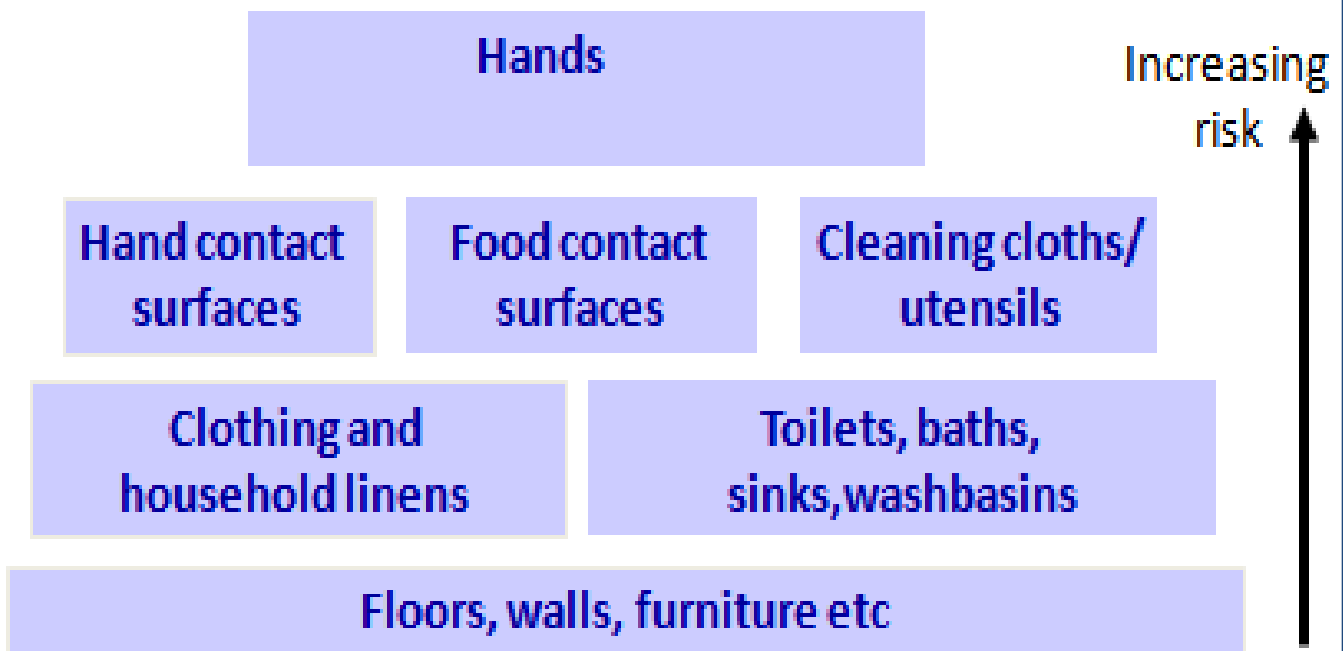 Hands
Increasing
risk
Hand contact
surfaces
Food contact
surfaces
Cleaning cloths/
utensils
Clothing and
household linens
Toilets, baths,
sinks,washbasins
Floors, walls, furniture etc